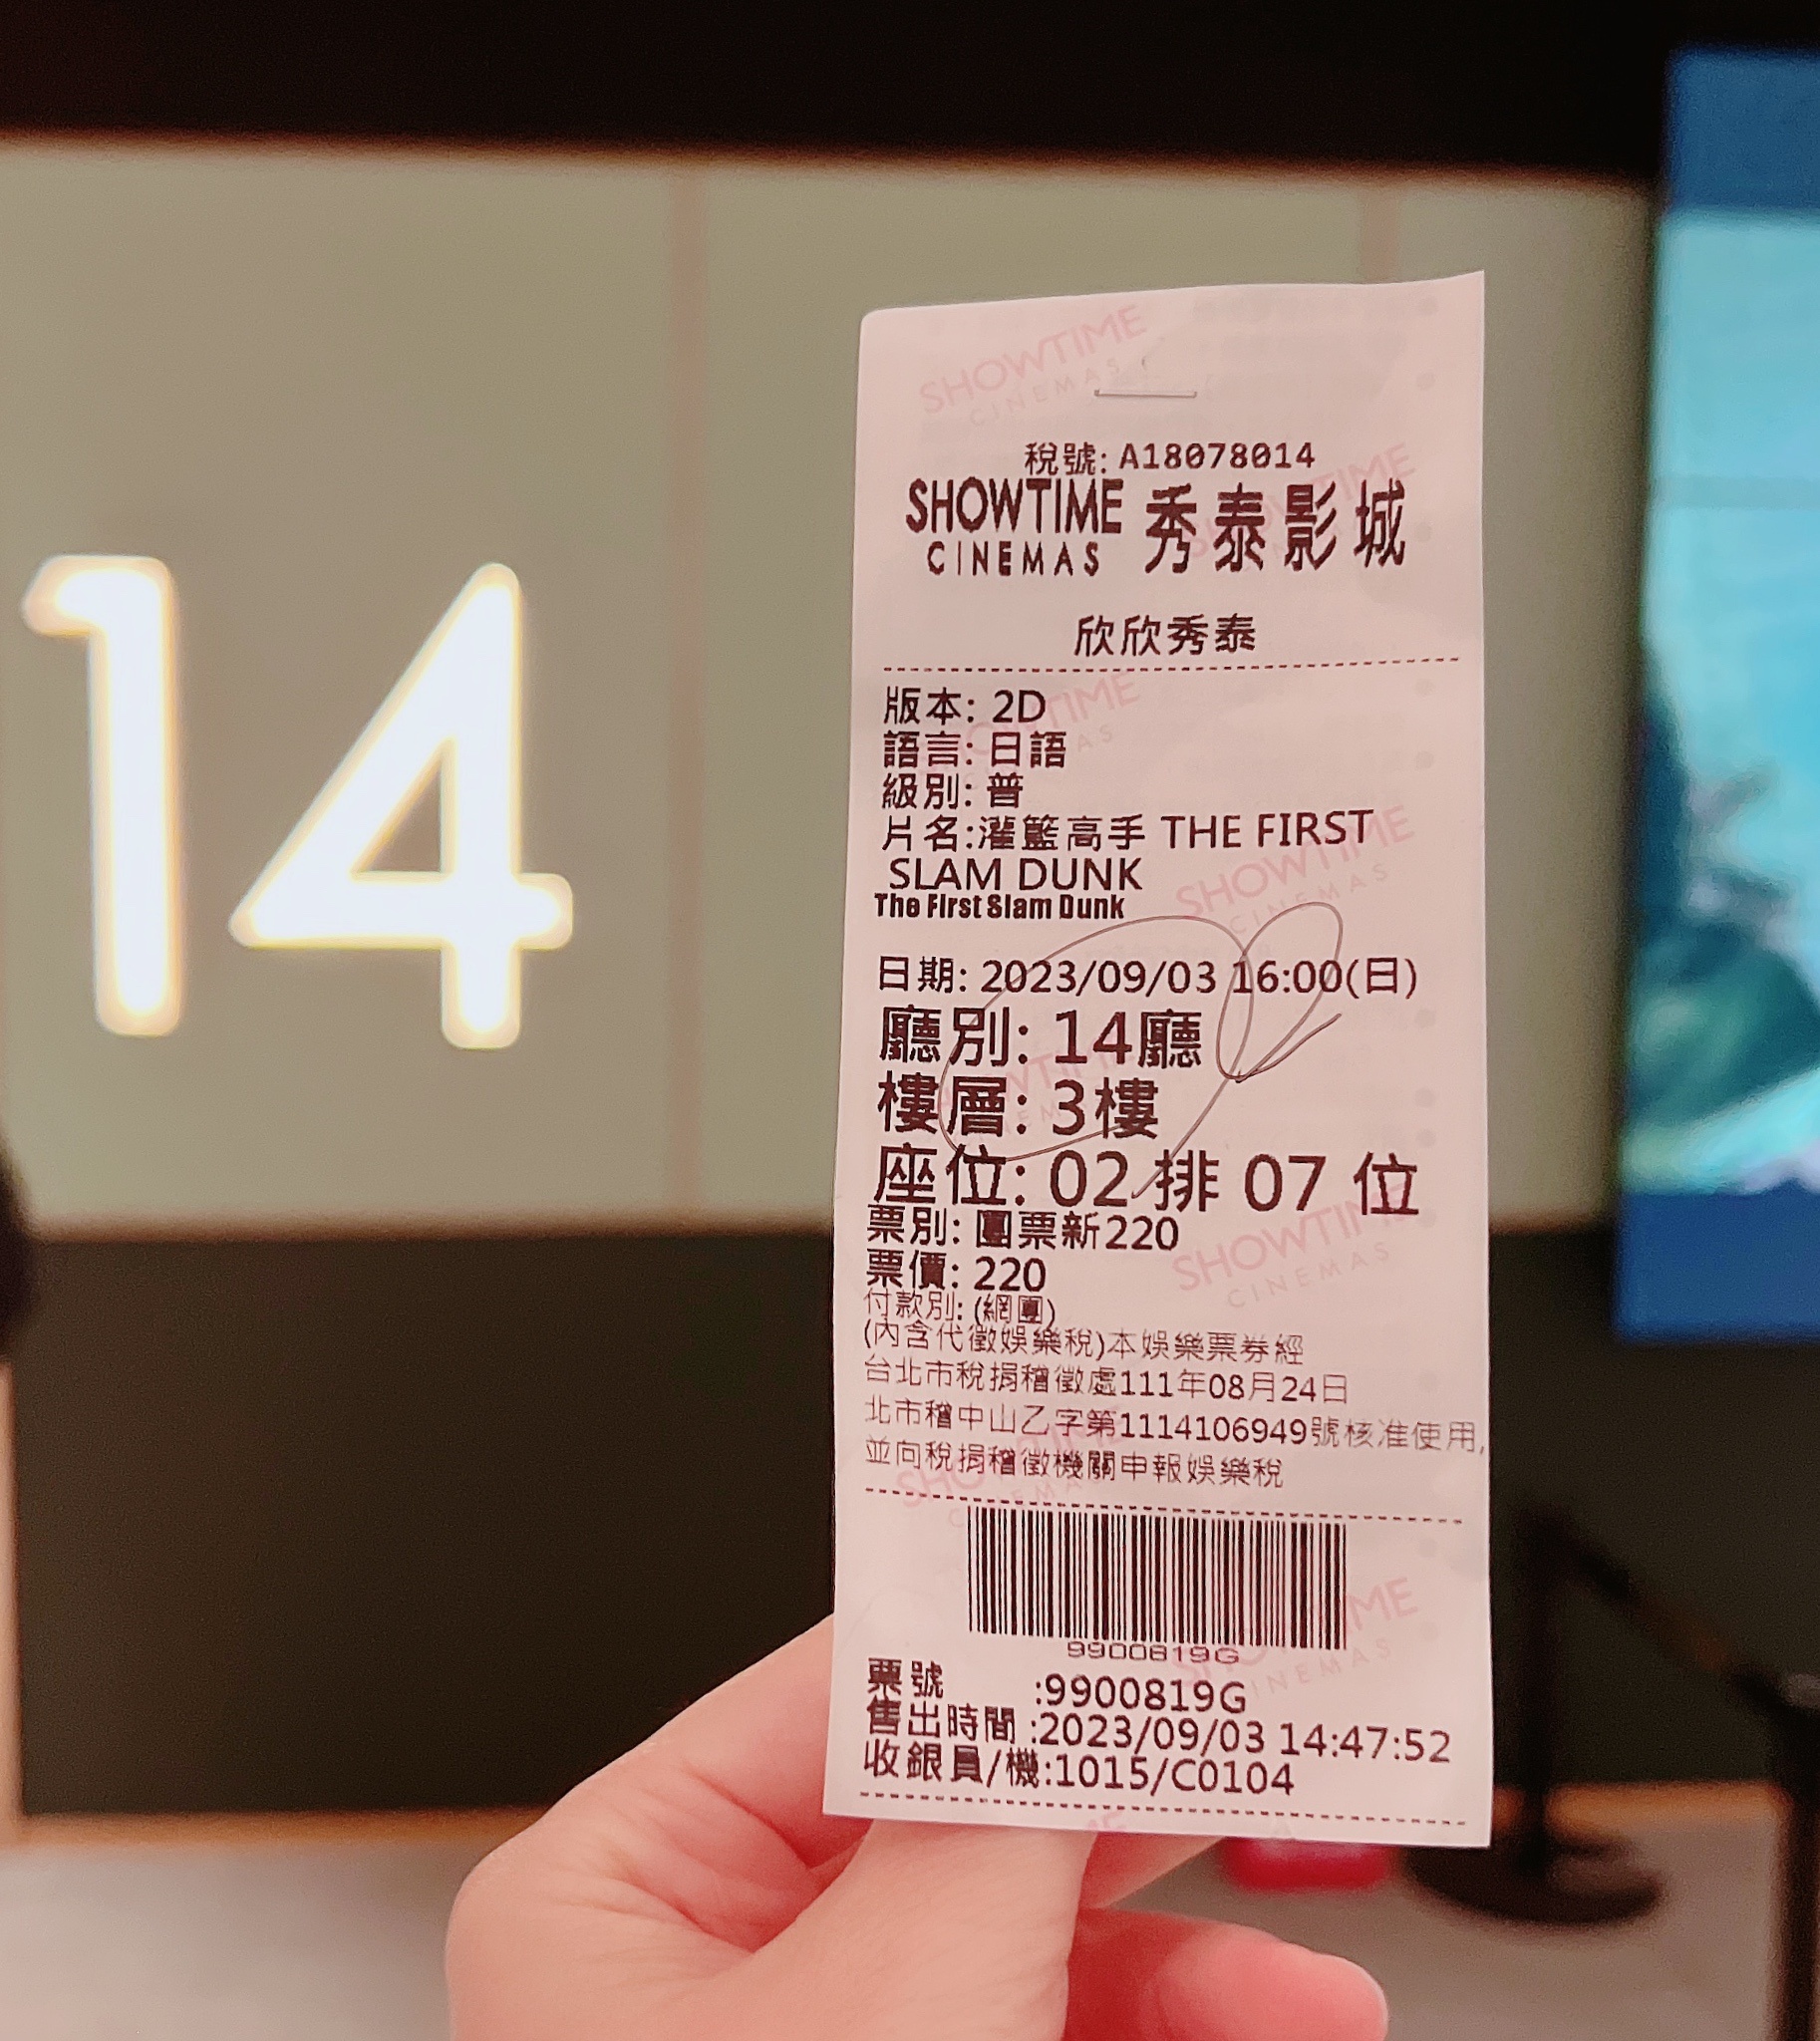 14
稅號: A18078014
SHOWTIME
CINEMAS
秀泰影城
欣欣秀泰
版本: 2D
語言: 日語
級別: 普
片名:灌籃高手 THE FIRST
SLAM DUNK
The First Slam Dunk
日期: 2023/09/03 16:00(日)
廳別: 14廳
樓層: 3樓
座位: 02 排 07 位
票別: 團票新220
票價: 220
付款別: (網團)
(內含代徵娛樂稅)本娛樂票券經
台北市稅捐稽徵處111年08月24日
北市稽中山乙字第1114106949號核准使用,
並向稅捐稽徵機關申報娛樂稅
9900819G
票號 :9900819G
售出時間 :2023/09/03 14:47:52
收銀員/機:1015/C0104